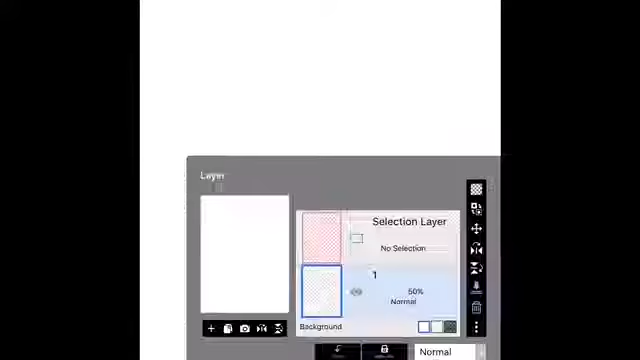 Layer
Selection Layer
No Selection
1
50%
Normal
Background
Normal